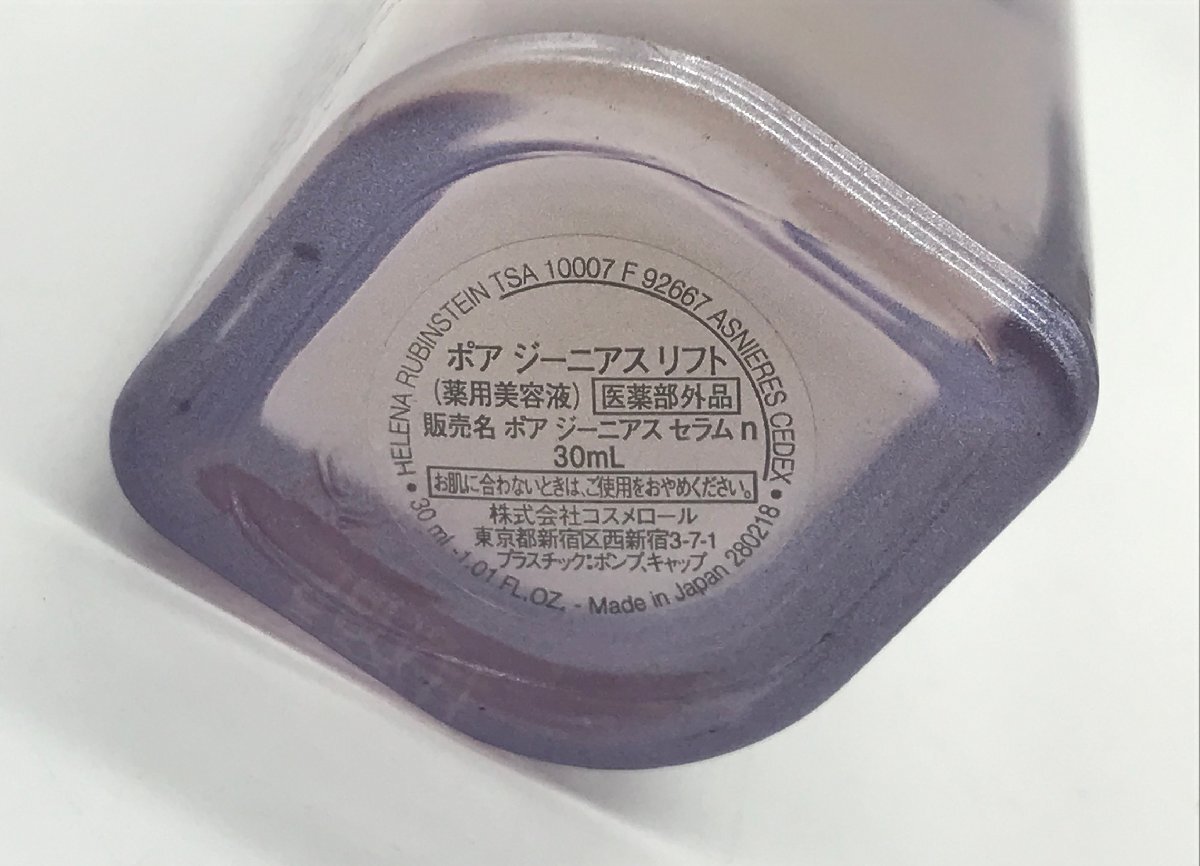 HELENA RUBINSTEIN TSA 10007 F 92667 ASNIERES CEDEX
ポア ジーニアス リフト
(薬用美容液) 医薬部外品
販売名 ポア ジーニアス セラム n
30mL
お肌に合わないときは、ご使用をおやめください。
株式会社コスメロール
東京都新宿区西新宿3-7-1
プラスチック:ポンプ、キャップ
• 30 ml -1.01 FL.OZ. - Made in Japan 280218 •